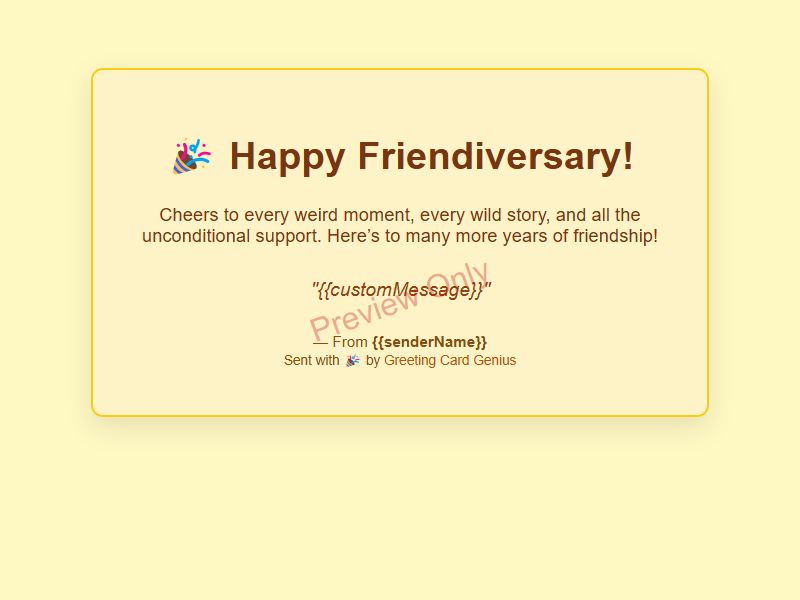 🎉 Happy Friendiversary!
Cheers to every weird moment, every wild story, and all the
unconditional support. Here’s to many more years of friendship!
"{{customMessage}}"
Preview Only
— From {{senderName}}
Sent with 🎉 by Greeting Card Genius